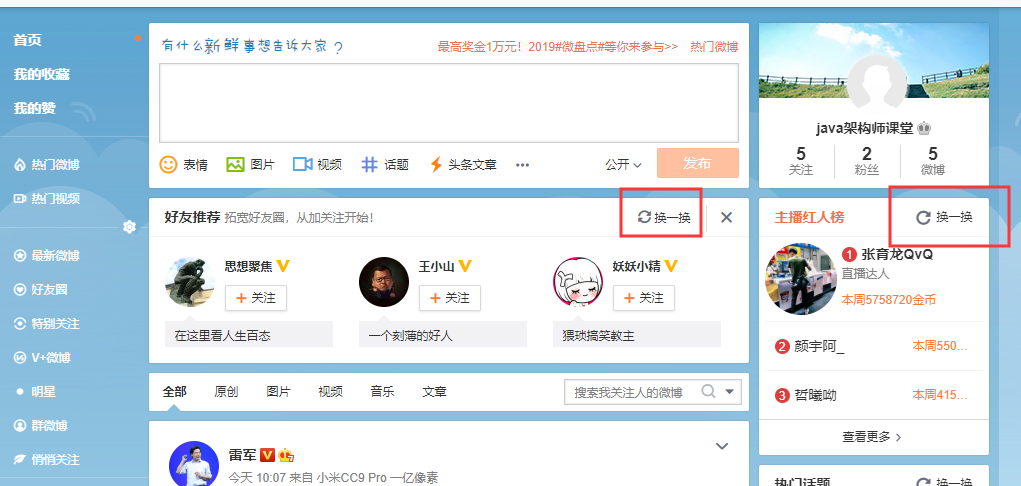 首页
我的收藏
我的赞
热门微博
热门视频
最新微博
好友圈
特别关注
V+微博
明星
群微博
悄悄关注
有什么新鲜事想告诉大家?
最高奖金1万元! 2019#微盘点#等你来参与>> 热门微博
表情 图片 视频 话题 头条文章 ••• 公开 发布
好友推荐 拓宽好友圈,从加关注开始! 换一换
思想聚焦
+ 关注
在这里看人生百态
王小山
+ 关注
一个刻薄的好人
妖妖小精
+ 关注
猥琐搞笑教主
全部 原创 图片 视频 音乐 文章 搜索我关注人的微博
雷军
今天 10:07 来自 小米CC9 Pro 一亿像素
java架构师课堂
5 2 5
关注 粉丝 微博
主播红人榜 换一换
1 张育龙QvQ
直播达人
本周5758720金币
2 颜宇阿_ 本周550...
3 哲曦呦 本周415...
查看更多 >
热门话题 换一换